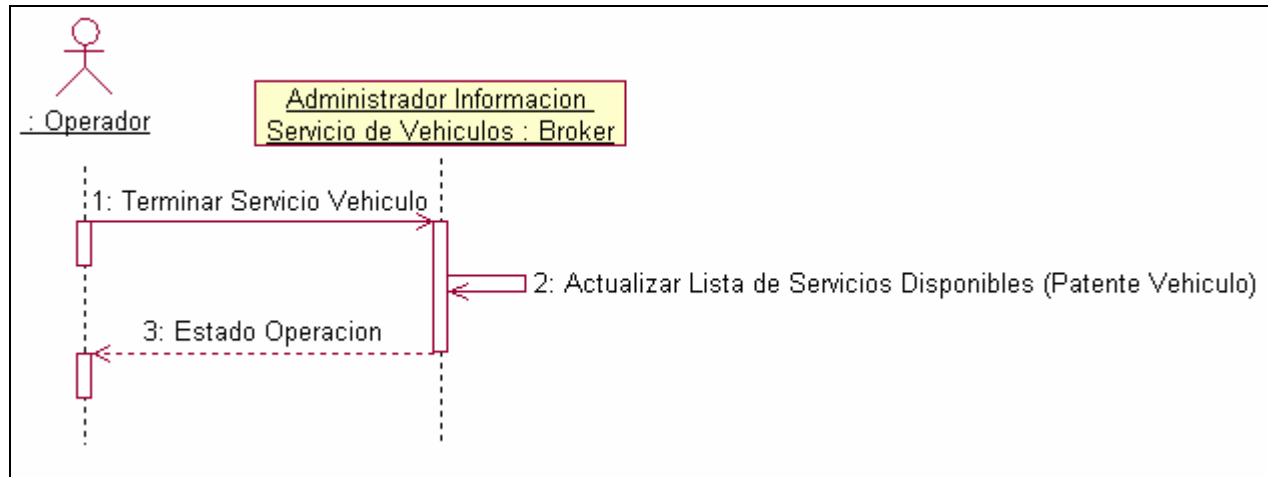 : Operador
Administrador Informacion
Servicio de Vehiculos : Broker
1: Terminar Servicio Vehiculo
2: Actualizar Lista de Servicios Disponibles (Patente Vehiculo)
3: Estado Operacion